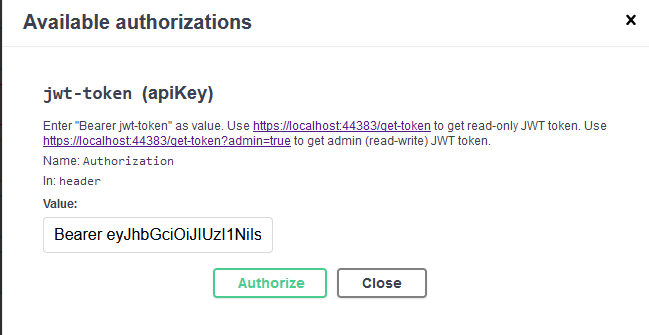 Available authorizations
x
jwt-token (apiKey)
Enter "Bearer jwt-token" as value. Use https://localhost:44383/get-token to get read-only JWT token. Use
https://localhost:44383/get-token?admin=true to get admin (read-write) JWT token.
Name: Authorization
In: header
Value:
Bearer eyJhbGciOiJIUzI1NiIs
Authorize Close